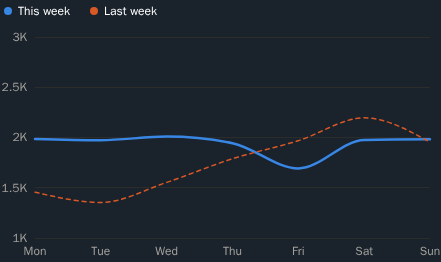 This week Last week
3K
2.5K
2K
1.5K
1K
Mon Tue Wed Thu Fri Sat Sun